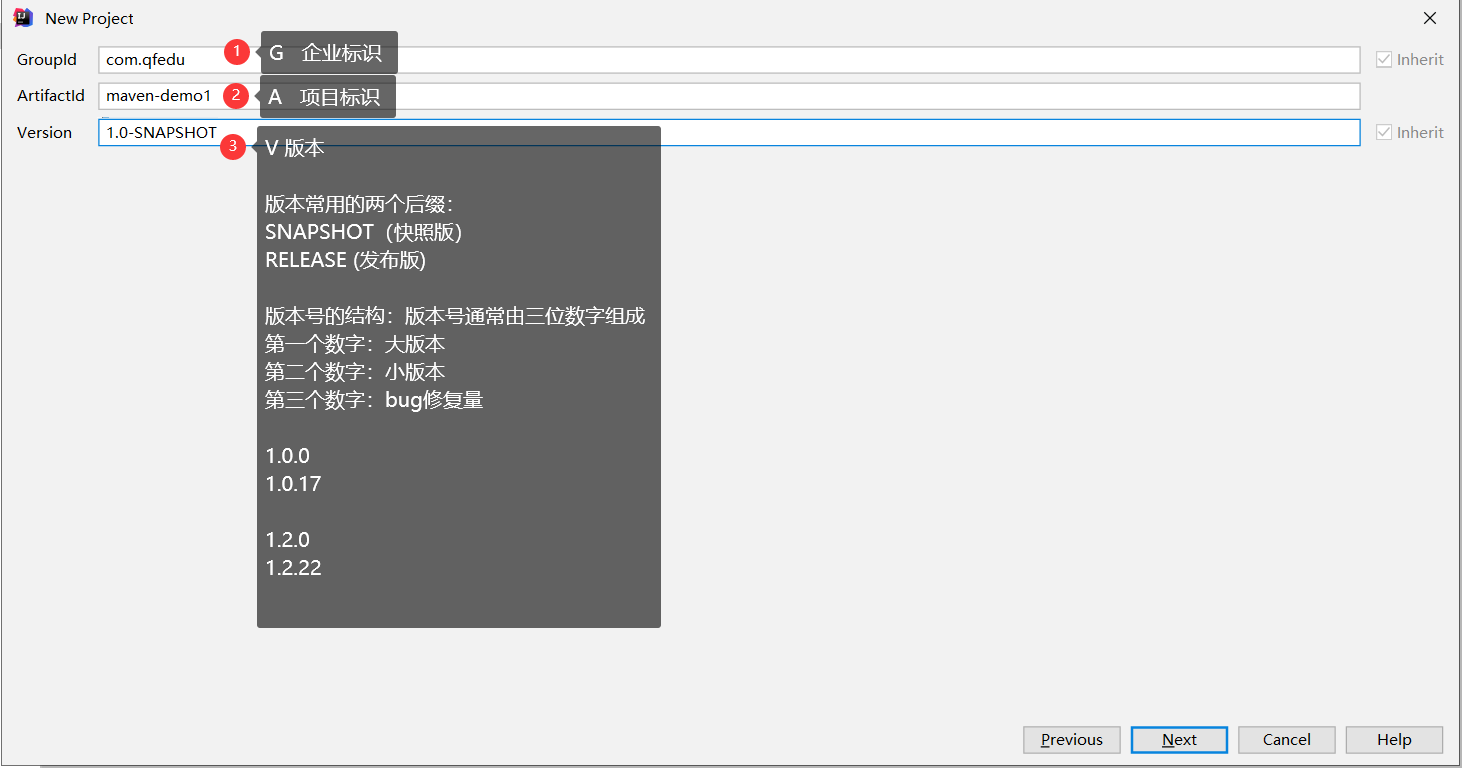 New Project
GroupId com.qfedu 1 G 企业标识 Inherit
ArtifactId maven-demo1 2 A 项目标识
Version 1.0-SNAPSHOT Inherit
3 V 版本
版本常用的两个后缀：
SNAPSHOT（快照版）
RELEASE (发布版)
版本号的结构：版本号通常由三位数字组成
第一个数字：大版本
第二个数字：小版本
第三个数字：bug修复量
1.0.0
1.0.17
1.2.0
1.2.22
Previous Next Cancel Help